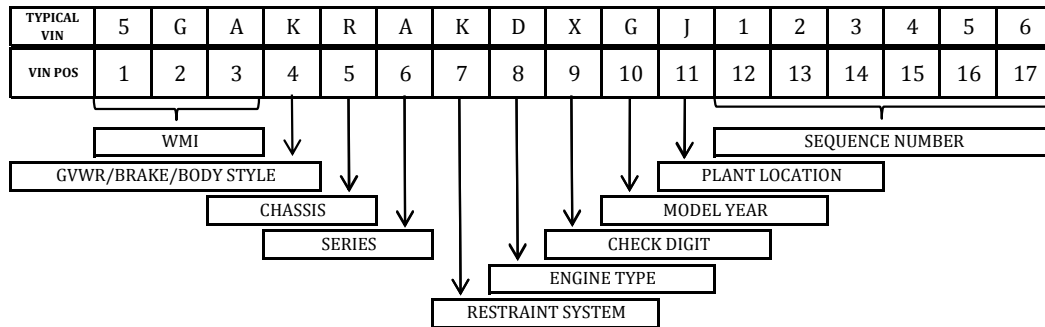 TYPICAL VIN 5 G A K R A K D X G J 1 2 3 4 5 6
VIN POS 1 2 3 4 5 6 7 8 9 10 11 12 13 14 15 16 17
WMI SEQUENCE NUMBER
GVWR/BRAKE/BODY STYLE PLANT LOCATION
CHASSIS MODEL YEAR
SERIES CHECK DIGIT
ENGINE TYPE
RESTRAINT SYSTEM